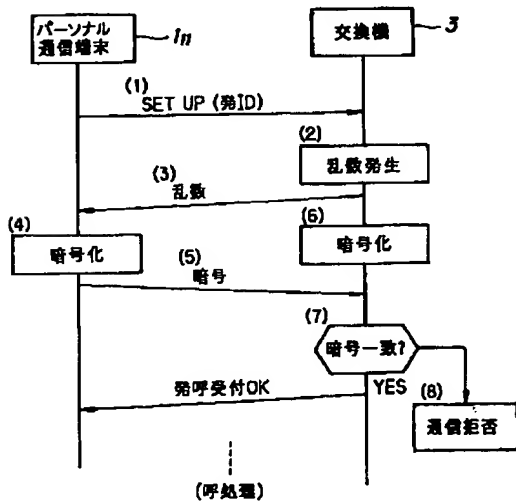 パーソナル
通信端末
1n
交換機
3
(1)
SET UP (発ID)
(2)
乱数発生
(3)
乱数
(4)
暗号化
(6)
暗号化
(5)
暗号
(7)
暗号一致?
発呼受付OK
YES
(8)
通信拒否
(呼処理)